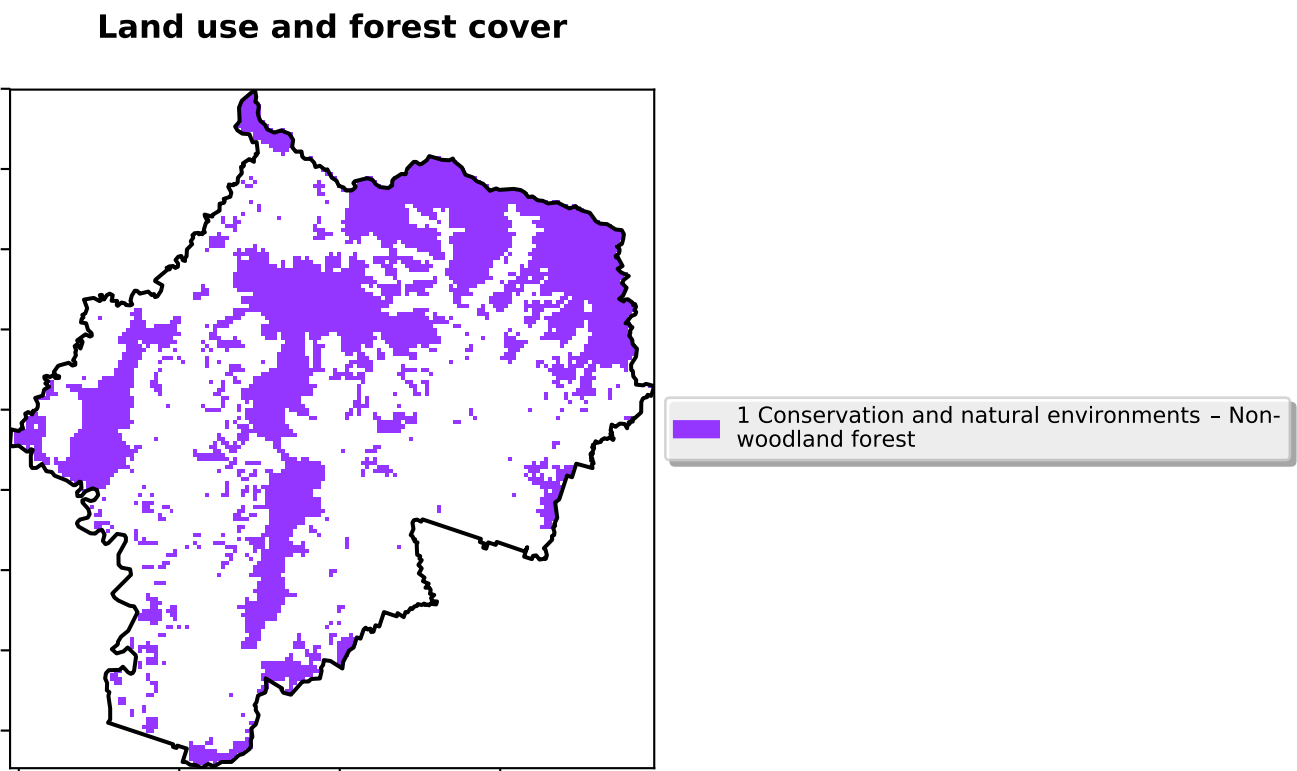 Land use and forest cover
1 Conservation and natural environments – Non-
woodland forest